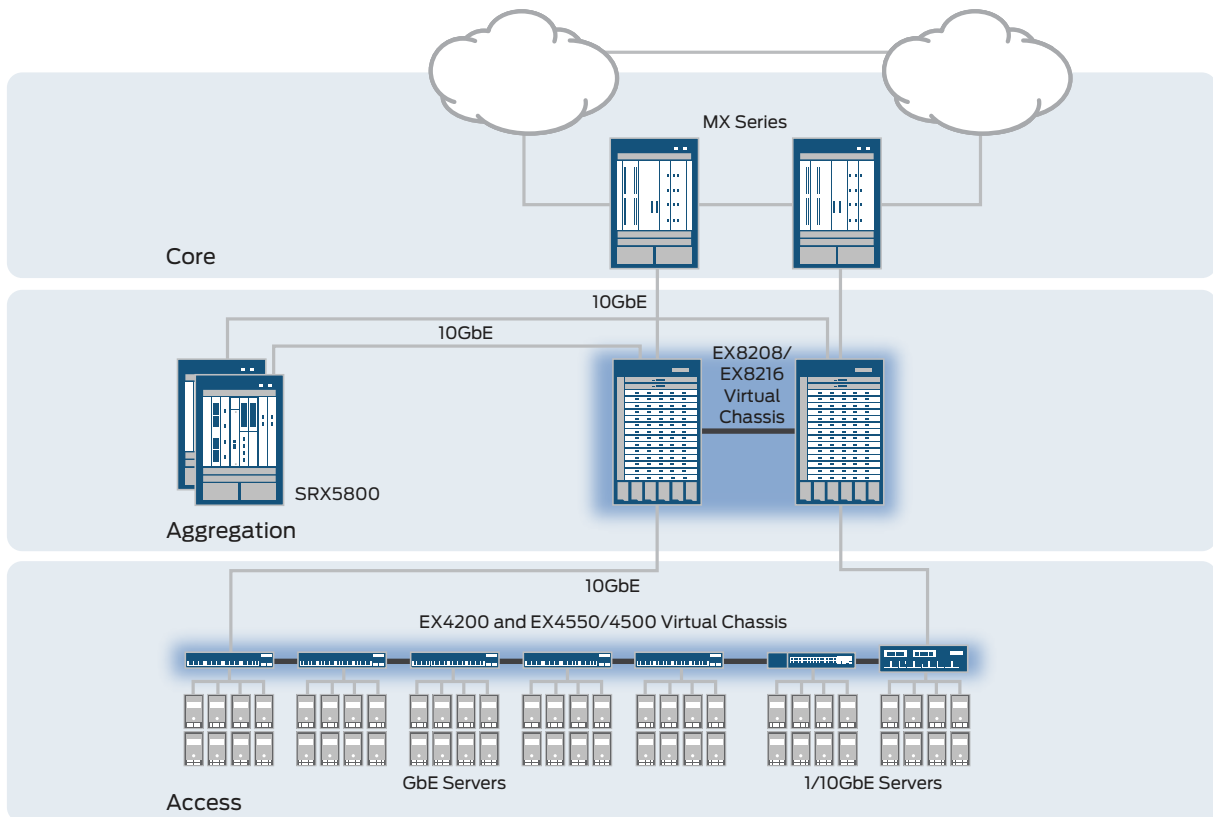 MX Series
Core
10GbE
10GbE
EX8208/
EX8216
Virtual
Chassis
SRX5800
Aggregation
10GbE
EX4200 and EX4550/4500 Virtual Chassis
GbE Servers
1/10GbE Servers
Access